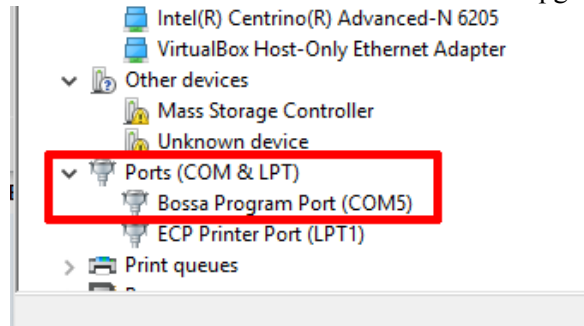 Intel(R) Centrino(R) Advanced-N 6205
VirtualBox Host-Only Ethernet Adapter
Other devices
Mass Storage Controller
Unknown device
Ports (COM & LPT)
Bossa Program Port (COM5)
ECP Printer Port (LPT1)
Print queues